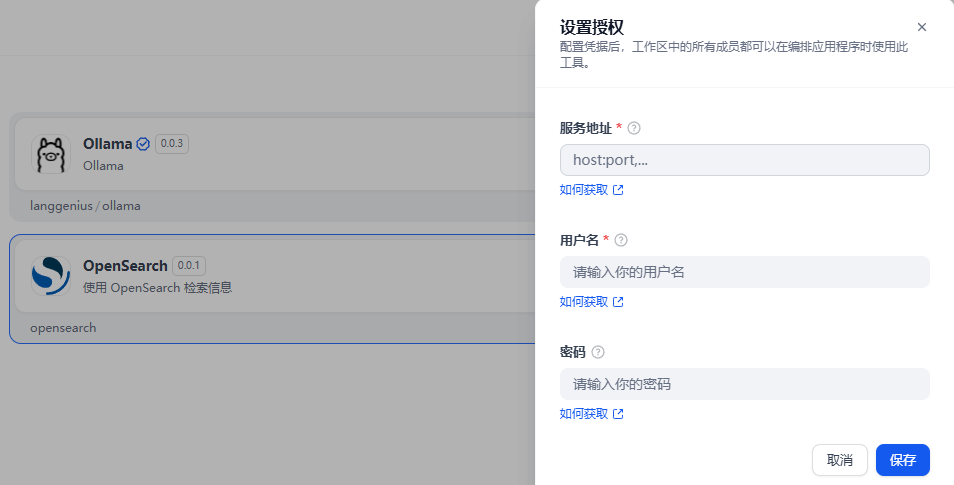 设置授权
配置凭据后，工作区中的所有成员都可以在编排应用程序时使用此
工具。
Ollama 0.0.3
Ollama
langgenius / ollama
OpenSearch 0.0.1
使用 OpenSearch 检索信息
opensearch
服务地址 *
host:port,...
如何获取
用户名 *
请输入你的用户名
如何获取
密码
请输入你的密码
如何获取
取消 保存